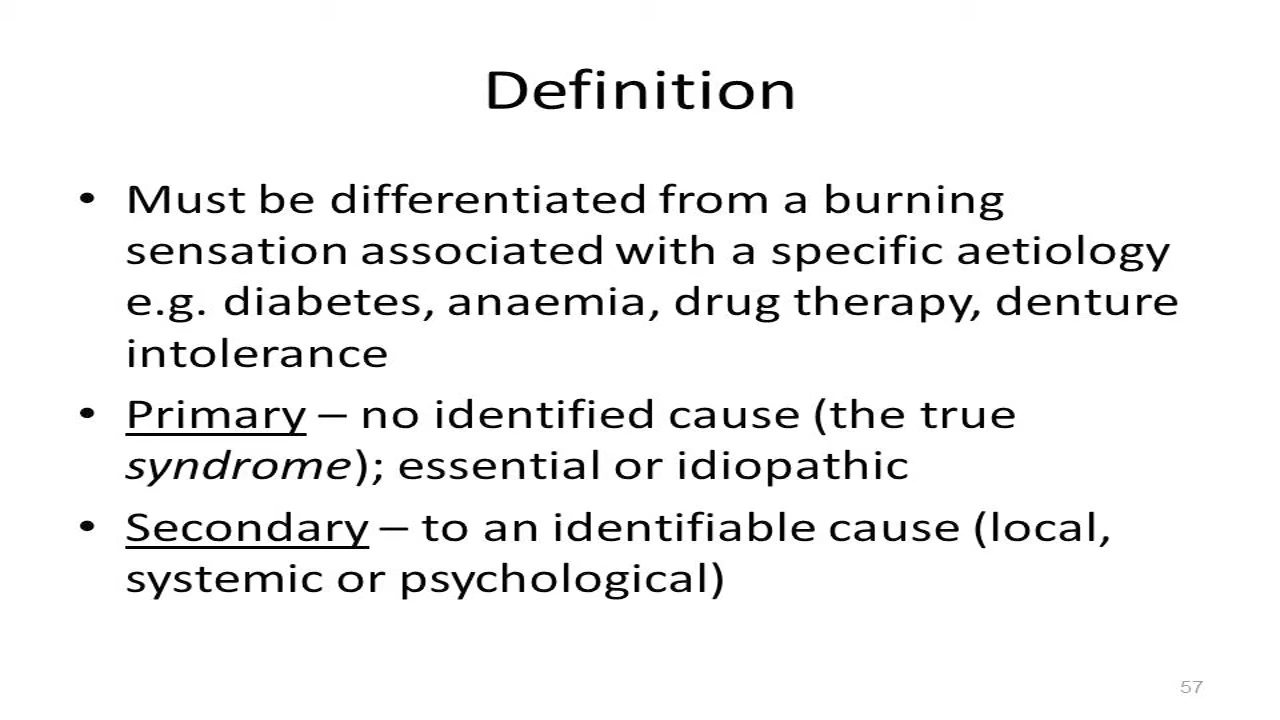 Definition
• Must be differentiated from a burning
sensation associated with a specific aetiology
e.g. diabetes, anaemia, drug therapy, denture
intolerance
• Primary – no identified cause (the true
syndrome); essential or idiopathic
• Secondary – to an identifiable cause (local,
systemic or psychological)
57